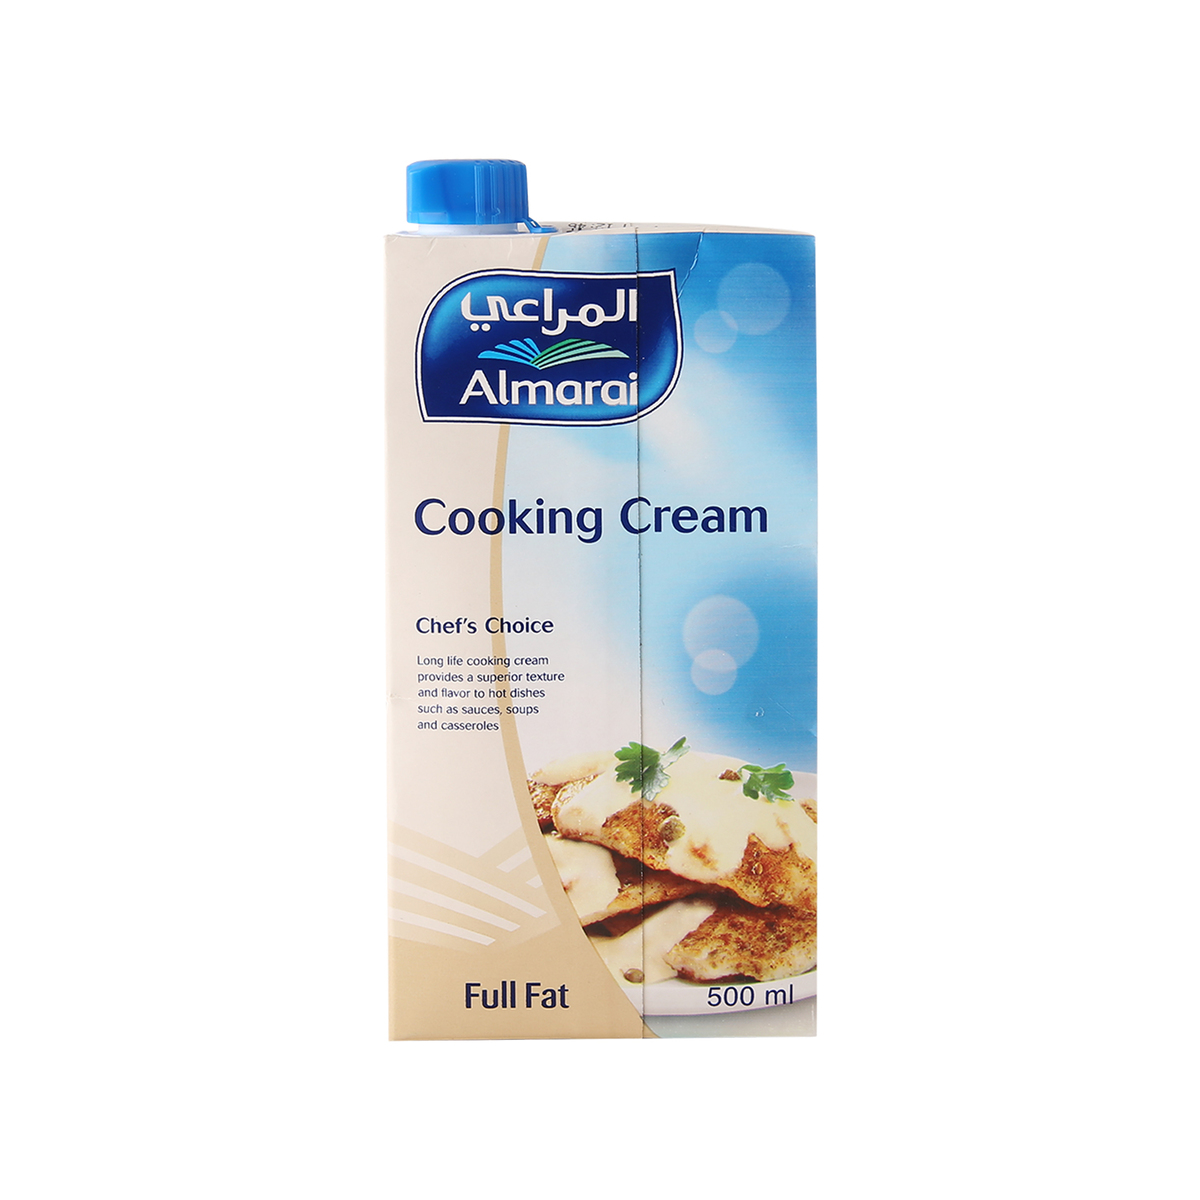 المراعي
Almarai
Cooking Cream
Chef's Choice
Long life cooking cream
provides a superior texture
and flavor to hot dishes
such as sauces, soups
and casseroles
Full Fat
500 ml